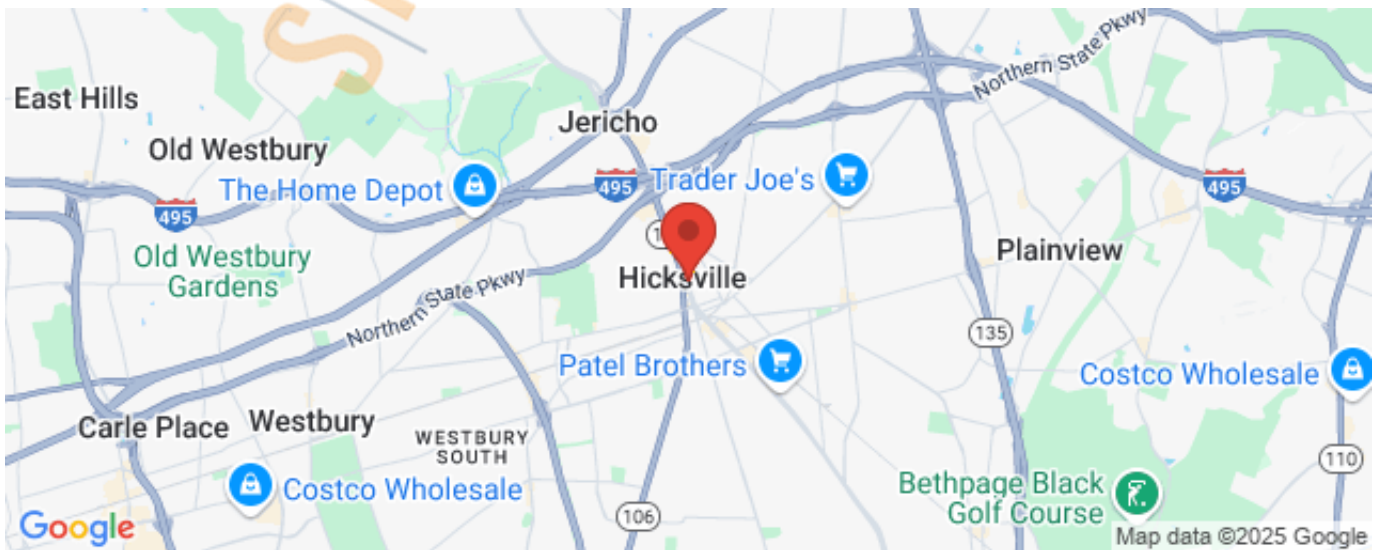 S
Northern State Pkwy
East Hills
Jericho
Old Westbury
The Home Depot
495
Trader Joe's
495
495
Old Westbury
Gardens
Hicksville
Plainview
Northern State Pkwy
135
Patel Brothers
Costco Wholesale
Carle Place
Westbury
WESTBURY
SOUTH
110
Costco Wholesale
Bethpage Black
Golf Course
106
Google
Map data ©2025 Google